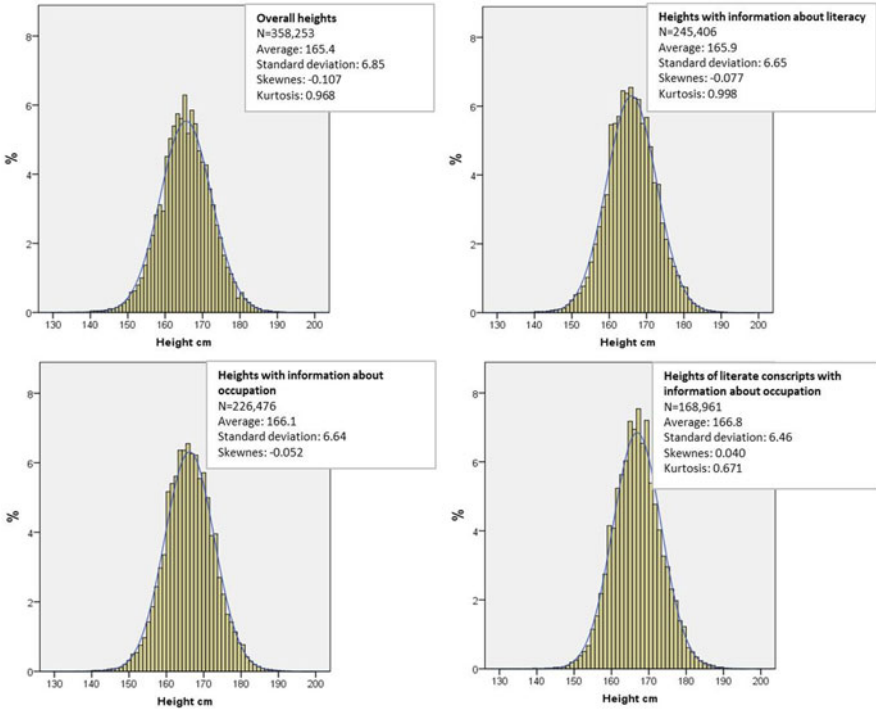 Overall heights
N=358,253
Average: 165.4
Standard deviation: 6.85
Skewnes: -0.107
Kurtosis: 0.968
8
6
4
2
0
%
130 140 150 160 170 180 190 200
Height cm
Heights with information about literacy
N=245,406
Average: 165.9
Standard deviation: 6.65
Skewnes: -0.077
Kurtosis: 0.998
8
6
4
2
0
%
130 140 150 160 170 180 190 200
Height cm
Heights with information about
occupation
N=226,476
Average: 166.1
Standard deviation: 6.64
Skewnes: -0.052
8
6
4
2
0
%
130 140 150 160 170 180 190 200
Height cm
Heights of literate conscripts with
information about occupation
N=168,961
Average: 166.8
Standard deviation: 6.46
Skewnes: 0.040
Kurtosis: 0.671
8
6
4
2
0
%
130 140 150 160 170 180 190 200
Height cm